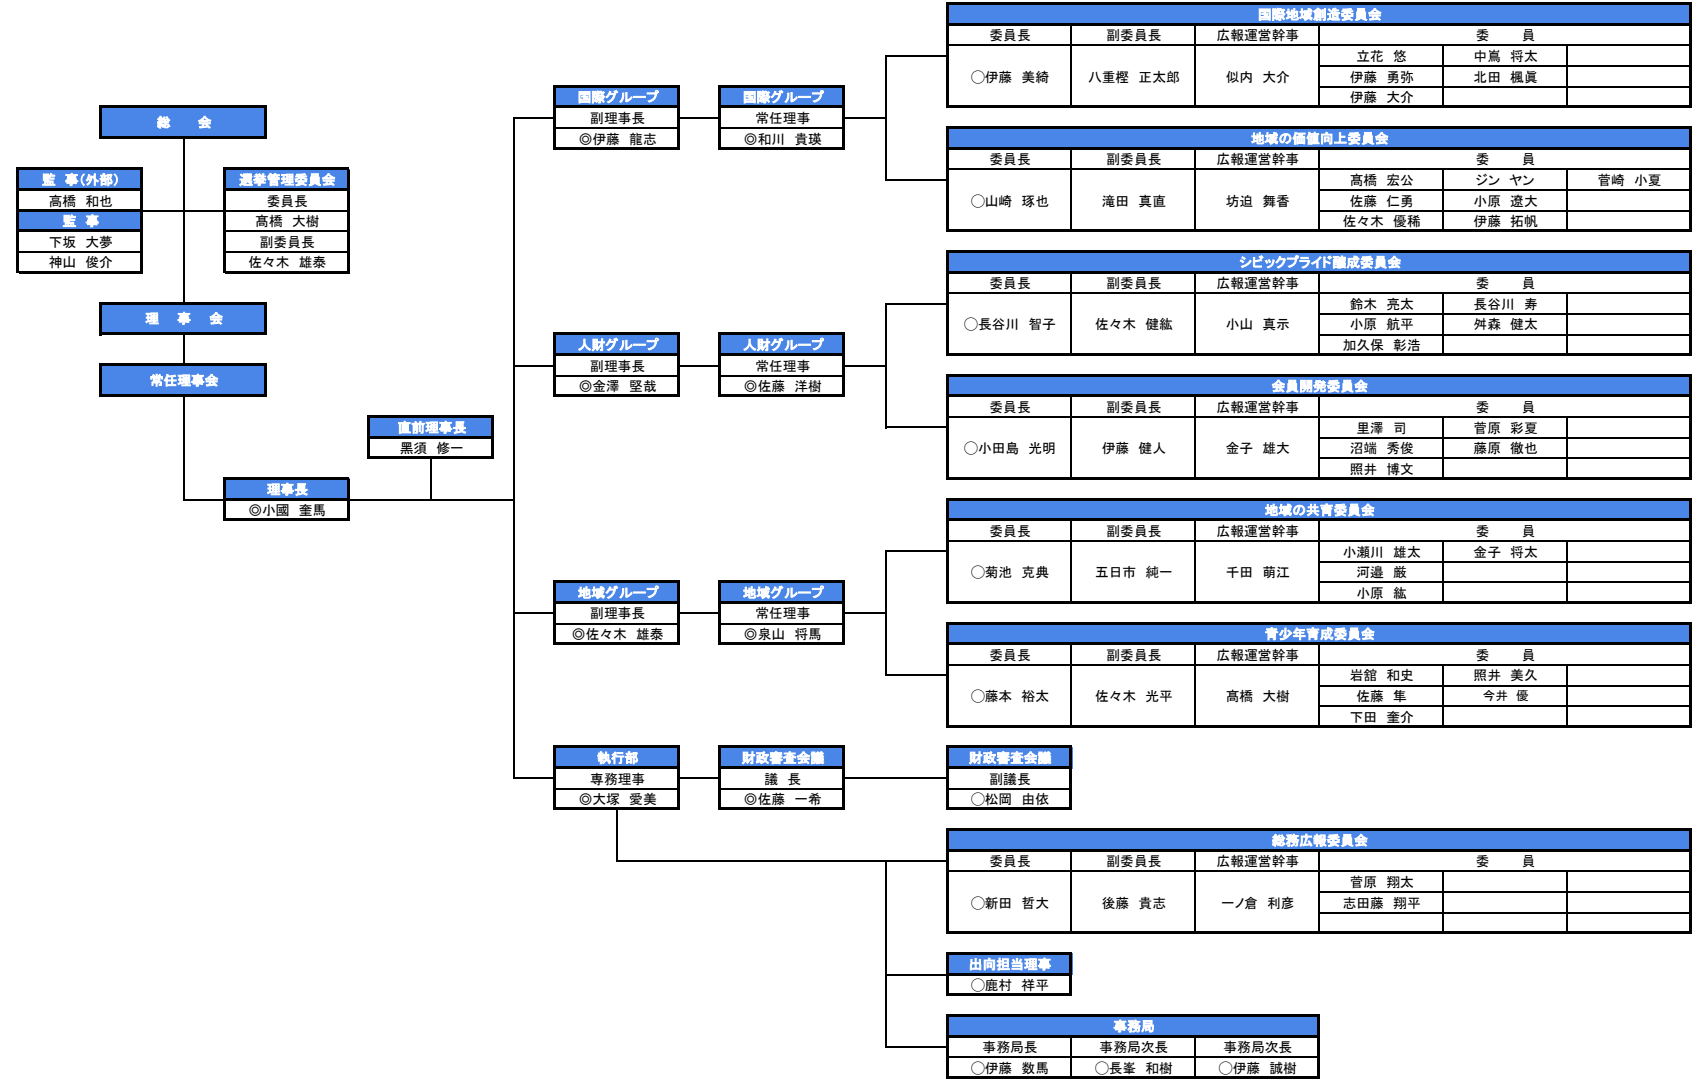 総　会
監　事（外部）
高橋　和也
監　事
下坂　大夢
神山　俊介
選挙管理委員会
委員長
髙橋　大樹
副委員長
佐々木　雄泰
理　事　会
常任理事会
直前理事長
黑須　修一
理事長
◎小國　奎馬
国際グループ
副理事長
◎伊藤　龍志
国際グループ
常任理事
◎和川　貴瑛
人財グループ
副理事長
◎金澤　堅哉
人財グループ
常任理事
◎佐藤　洋樹
地域グループ
副理事長
◎佐々木　雄泰
地域グループ
常任理事
◎泉山　将馬
執行部
専務理事
◎大塚　愛美
財政審査会議
議　長
◎佐藤　一希
財政審査会議
副議長
◯松岡　由依
国際地域創造委員会
委員長　副委員長　広報運営幹事　委　員
◯伊藤　美綺　八重樫　正太郎　似内　大介
立花　悠　中嶌　将太
伊藤　勇弥　北田　楓眞
伊藤　大介
地域の価値向上委員会
委員長　副委員長　広報運営幹事　委　員
◯山崎　琢也　滝田　真直　坊迫　舞香
髙橋　宏公　ジン　ヤン　菅崎　小夏
佐藤　仁勇　小原　遼大
佐々木　優稀　伊藤　拓帆
シビックプライド醸成委員会
委員長　副委員長　広報運営幹事　委　員
◯長谷川　智子　佐々木　健紘　小山　真示
鈴木　亮太　長谷川　寿
小原　航平　舛森　健太
加久保　彰浩
会員開発委員会
委員長　副委員長　広報運営幹事　委　員
◯小田島　光明　伊藤　健人　金子　雄大
里澤　司　菅原　彩夏
沼端　秀俊　藤原　徹也
照井　博文
地域の共育委員会
委員長　副委員長　広報運営幹事　委　員
◯菊池　克典　五日市　純一　千田　萌江
小瀬川　雄太　金子　将太
河邉　厳
小原　紘
青少年育成委員会
委員長　副委員長　広報運営幹事　委　員
◯藤本　裕太　佐々木　光平　髙橋　大樹
岩舘　和史　照井　美久
佐藤　隼　今井　優
下田　奎介
総務広報委員会
委員長　副委員長　広報運営幹事　委　員
◯新田　哲大　後藤　貴志　一ノ倉　利彦
菅原　翔太
志田藤　翔平
出向担当理事
◯鹿村　祥平
事務局
事務局長　事務局次長　事務局次長
◯伊藤　数馬　◯長峯　和樹　◯伊藤　誠樹